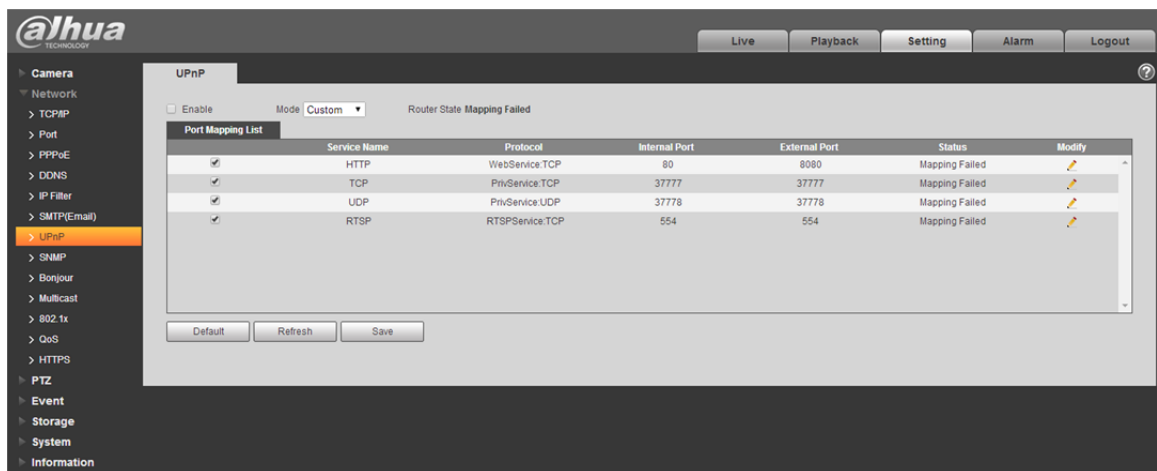 alhua
TECHNOLOGY
Live Playback Setting Alarm Logout
Camera
Network
> TCP/IP
> Port
> PPPoE
> DDNS
> IP Filter
> SMTP(Email)
> UPnP
> SNMP
> Bonjour
> Multicast
> 802.1x
> QoS
> HTTPS
PTZ
Event
Storage
System
Information
UPnP
?
Enable Mode Custom Router State Mapping Failed
Port Mapping List
Service Name Protocol Internal Port External Port Status Modify
HTTP WebService:TCP 80 8080 Mapping Failed
TCP PrivService:TCP 37777 37777 Mapping Failed
UDP PrivService:UDP 37778 37778 Mapping Failed
RTSP RTSPService:TCP 554 554 Mapping Failed
Default Refresh Save